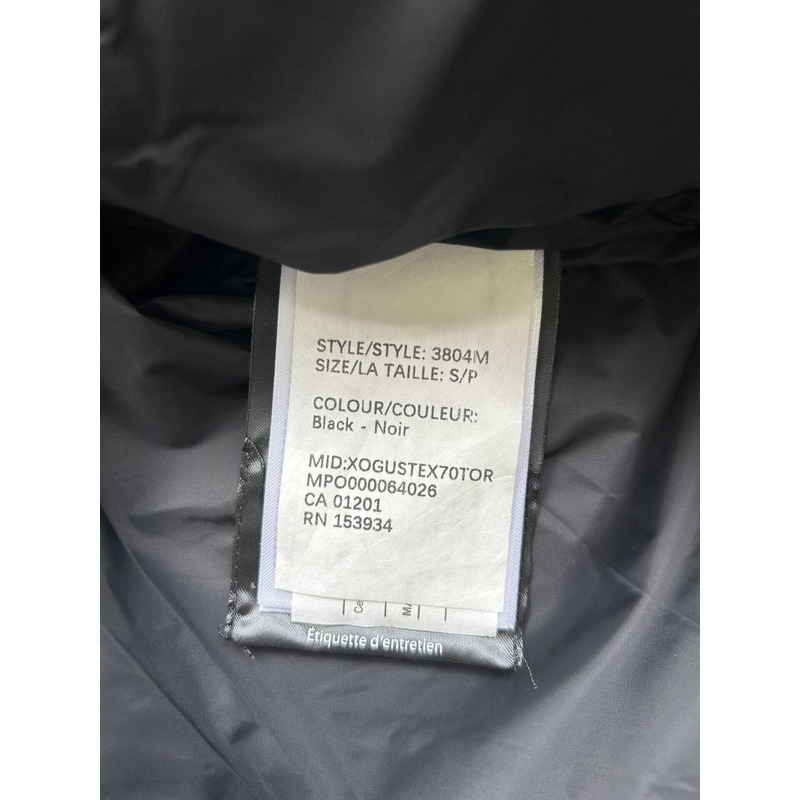 STYLE/STYLE: 3804M
SIZE/LA TAILLE: S/P
COLOUR/COULEUR:
Black - Noir
MID:XOGUSTEX70TOR
MPO000064026
CA 01201
RN 153934
Ce
Étiquette d'entretien